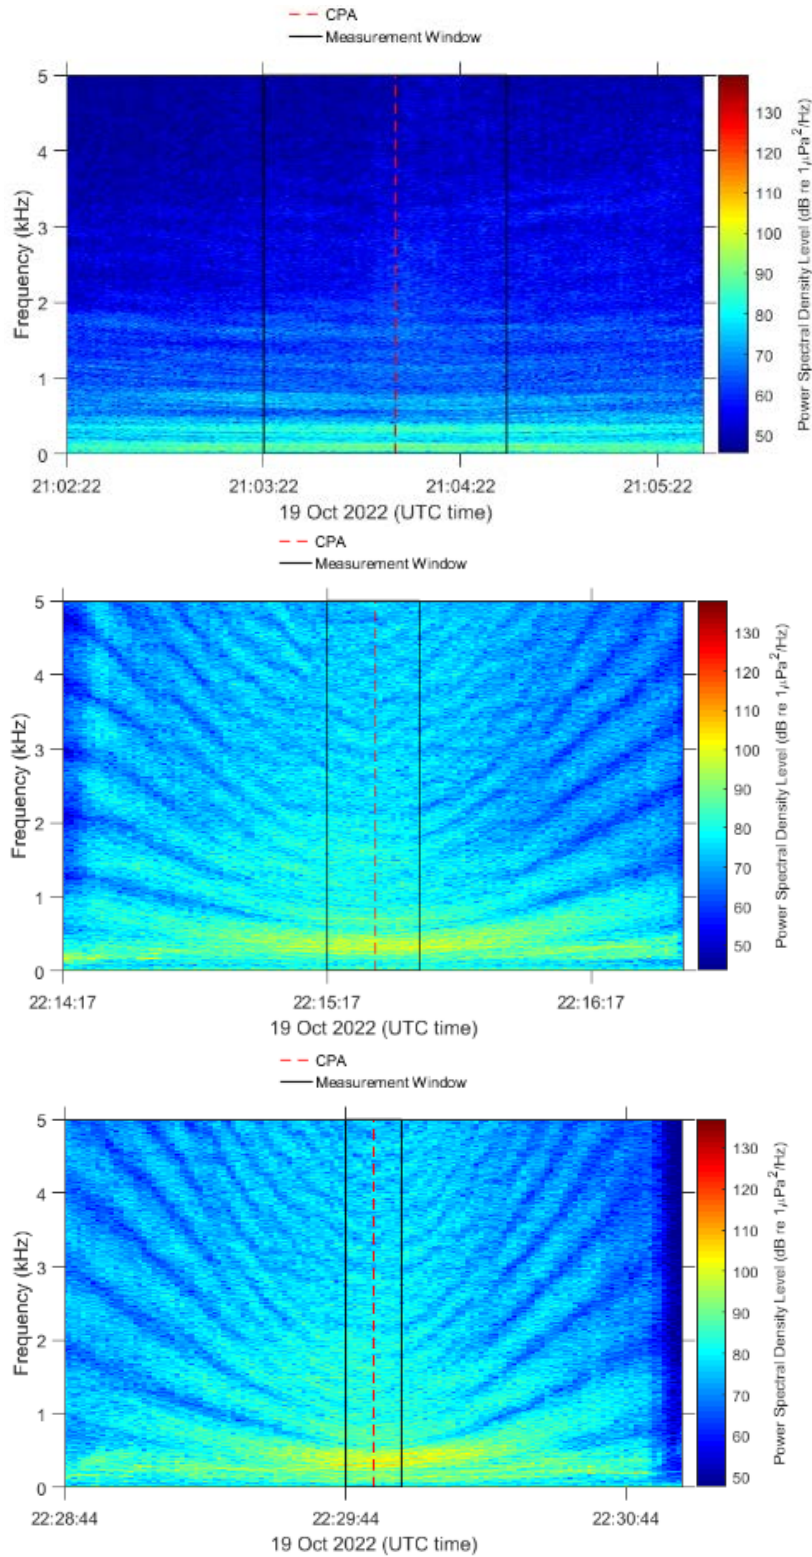 CPA
Measurement Window
5
4
3
2
1
0
Frequency (kHz)
21:02:22 21:03:22 21:04:22 21:05:22
19 Oct 2022 (UTC time)
130
120
110
100
90
80
70
60
50
Power Spectral Density Level (dB re 1μPa²/Hz)
CPA
Measurement Window
5
4
3
2
1
0
Frequency (kHz)
22:14:17 22:15:17 22:16:17
19 Oct 2022 (UTC time)
130
120
110
100
90
80
70
60
50
Power Spectral Density Level (dB re 1μPa²/Hz)
CPA
Measurement Window
5
4
3
2
1
0
Frequency (kHz)
22:28:44 22:29:44 22:30:44
19 Oct 2022 (UTC time)
130
120
110
100
90
80
70
60
50
Power Spectral Density Level (dB re 1μPa²/Hz)